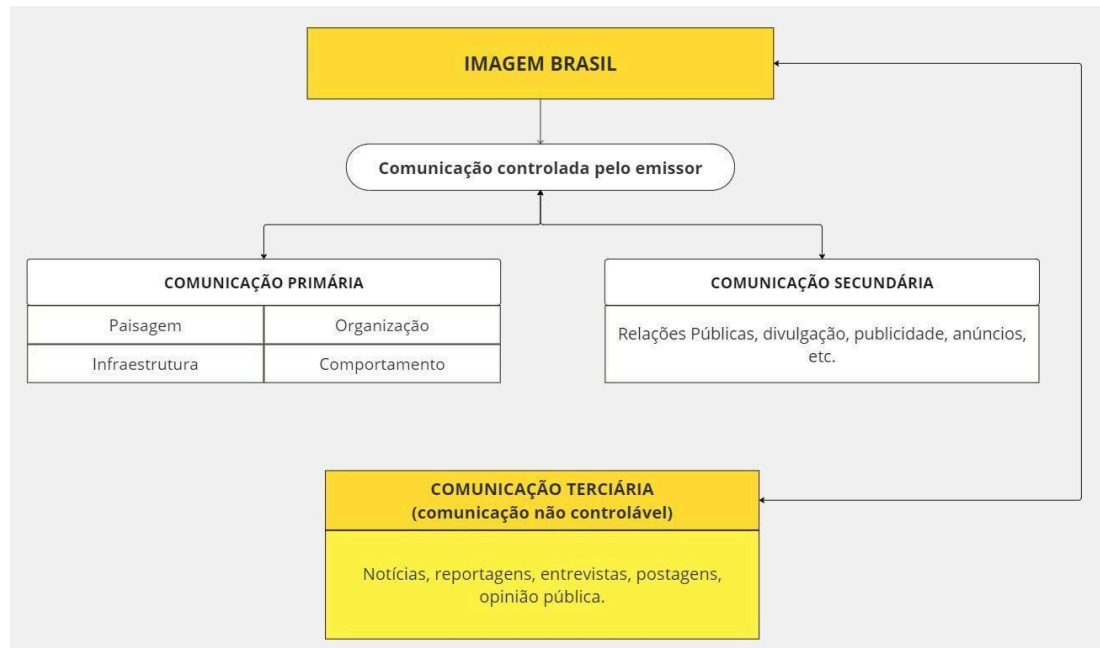 IMAGEM BRASIL
Comunicação controlada pelo emissor
COMUNICAÇÃO PRIMÁRIA
Paisagem
Organização
Infraestrutura
Comportamento
COMUNICAÇÃO SECUNDÁRIA
Relações Públicas, divulgação, publicidade, anúncios,
etc.
COMUNICAÇÃO TERCIÁRIA
(comunicação não controlável)
Notícias, reportagens, entrevistas, postagens,
opinião pública.